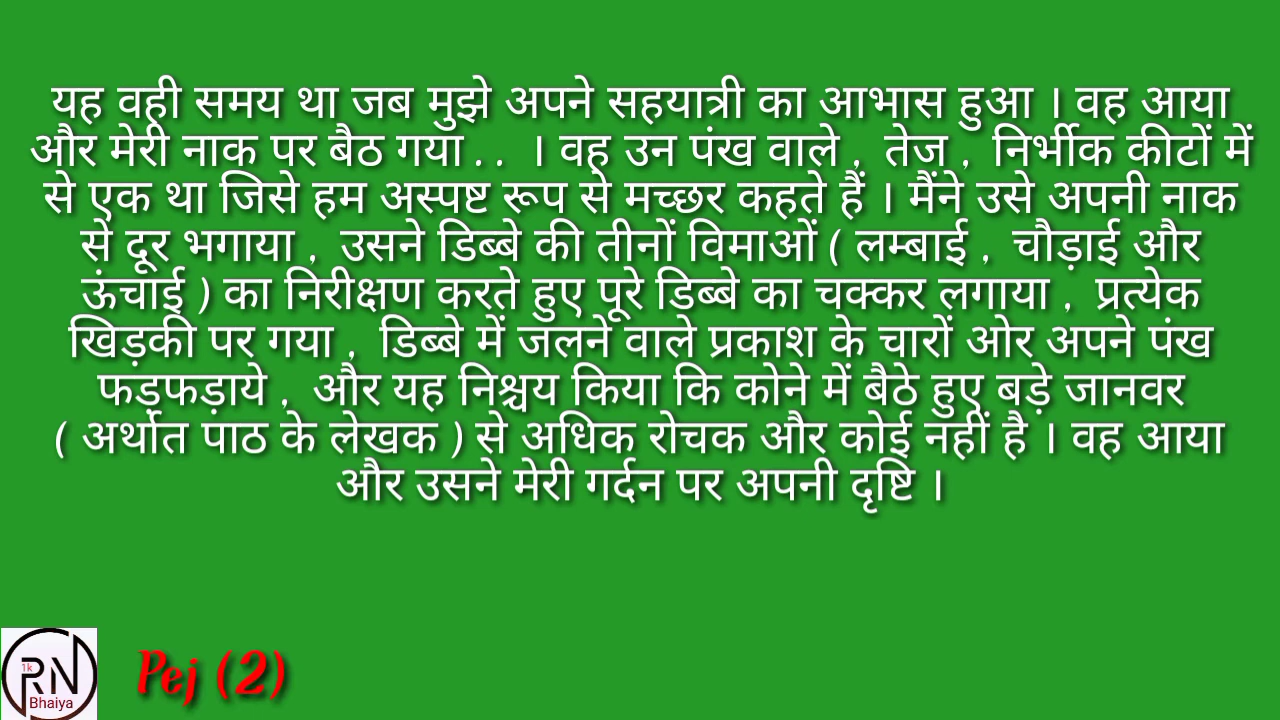 यह वही समय था जब मुझे अपने सहयात्री का आभास हुआ । वह आया
और मेरी नाक पर बैठ गया . .  । वह उन पंख वाले ,  तेज ,  निर्भीक कीटों में
से एक था जिसे हम अस्पष्ट रूप से मच्छर कहते हैं । मैंने उसे अपनी नाक
से दूर भगाया ,  उसने डिब्बे की तीनों विमाओं ( लम्बाई ,  चौड़ाई और
ऊंचाई ) का निरीक्षण करते हुए पूरे डिब्बे का चक्कर लगाया ,  प्रत्येक
खिड़की पर गया ,  डिब्बे में जलने वाले प्रकाश के चारों ओर अपने पंख
फड़फड़ाये ,  और यह निश्चय किया कि कोने में बैठे हुए बड़े जानवर
( अर्थात पाठ के लेखक ) से अधिक रोचक और कोई नहीं है । वह आया
और उसने मेरी गर्दन पर अपनी दृष्टि ।
1k
RN
Bhaiya
Pej (2)